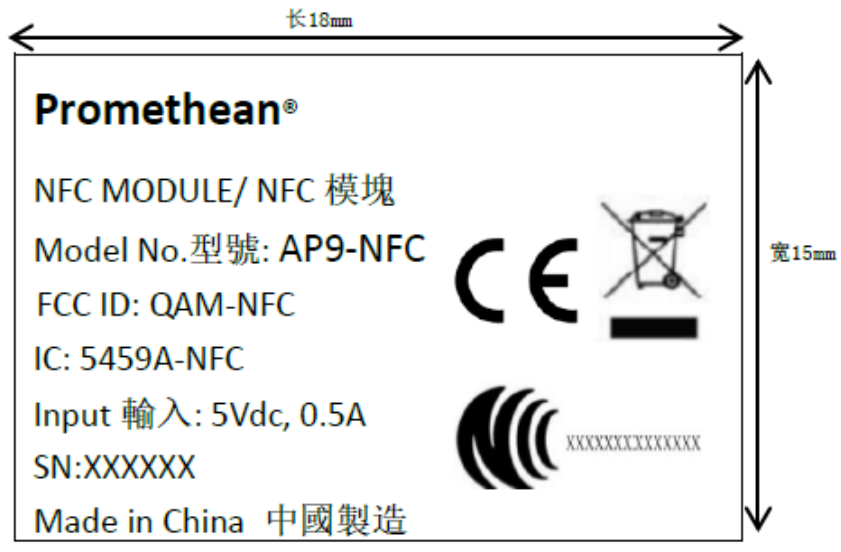 长18mm
Promethean®
NFC MODULE/ NFC 模塊
Model No.型號: AP9-NFC
FCC ID: QAM-NFC
IC: 5459A-NFC
Input 輸入: 5Vdc, 0.5A
SN:XXXXXX
Made in China 中國製造
CE
XXXXXXXXXXXXXX
宽15mm